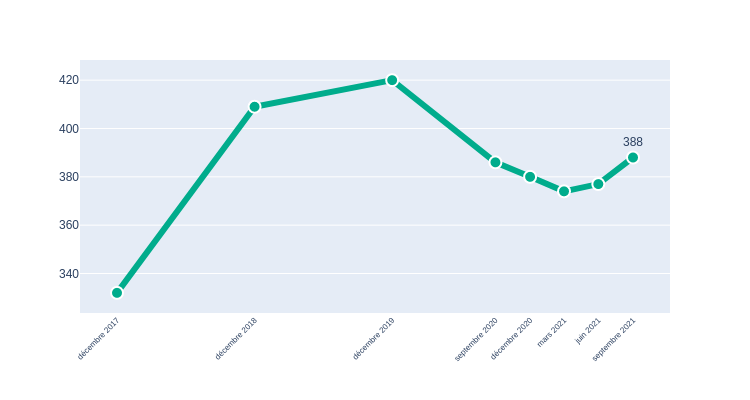 420
400
380
360
340
388
décembre 2017
décembre 2018
décembre 2019
septembre 2020
décembre 2020
mars 2021
juin 2021
septembre 2021